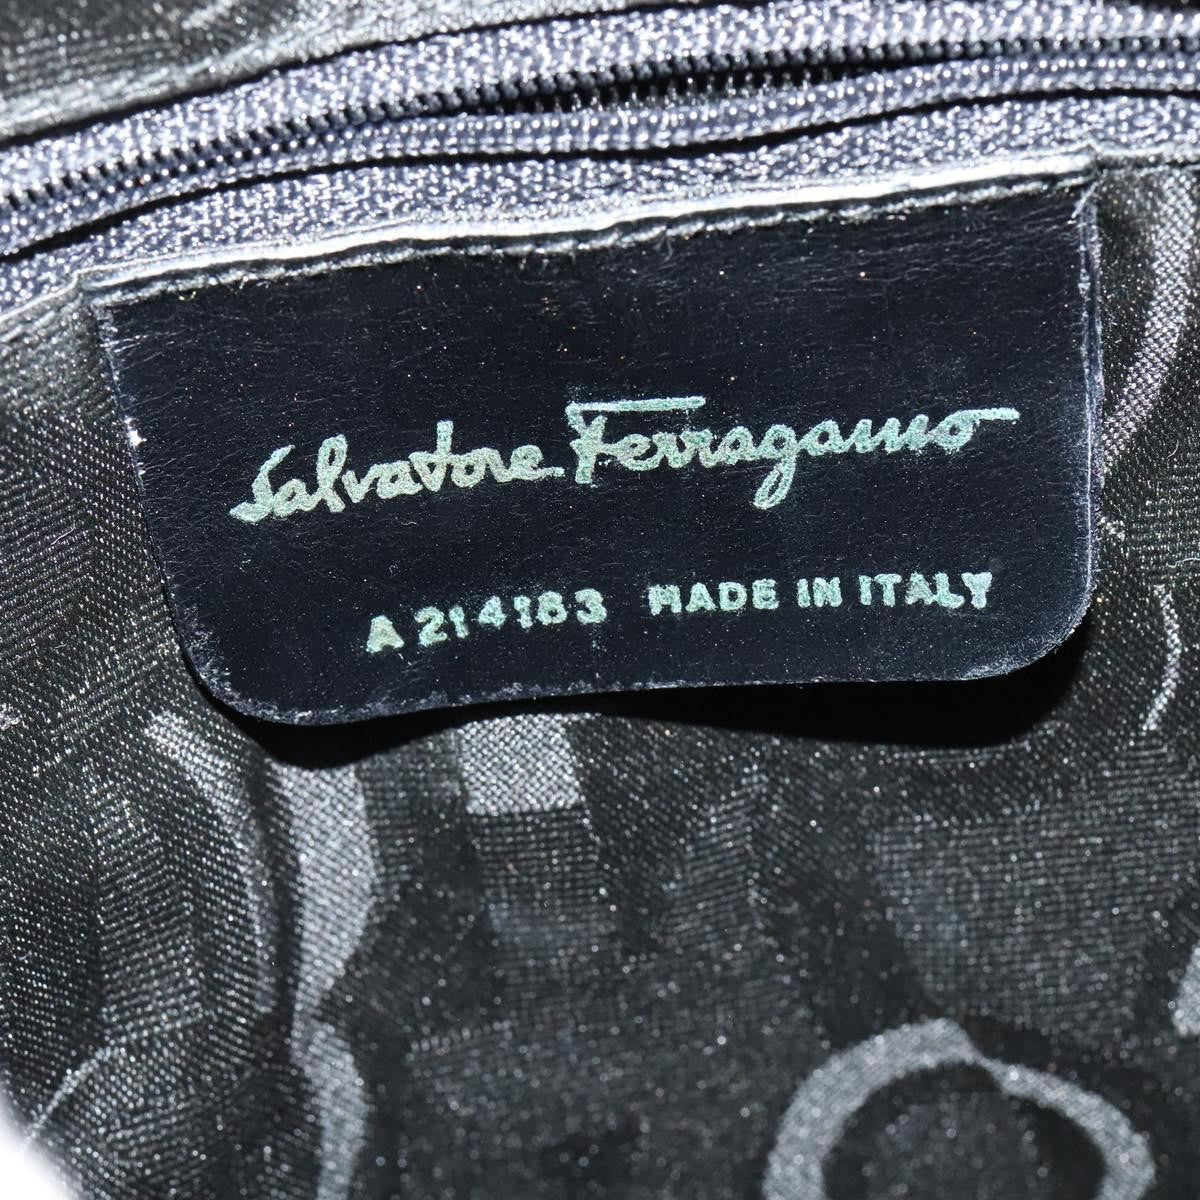 Salvatore Ferragamo
A 214183 MADE IN ITALY